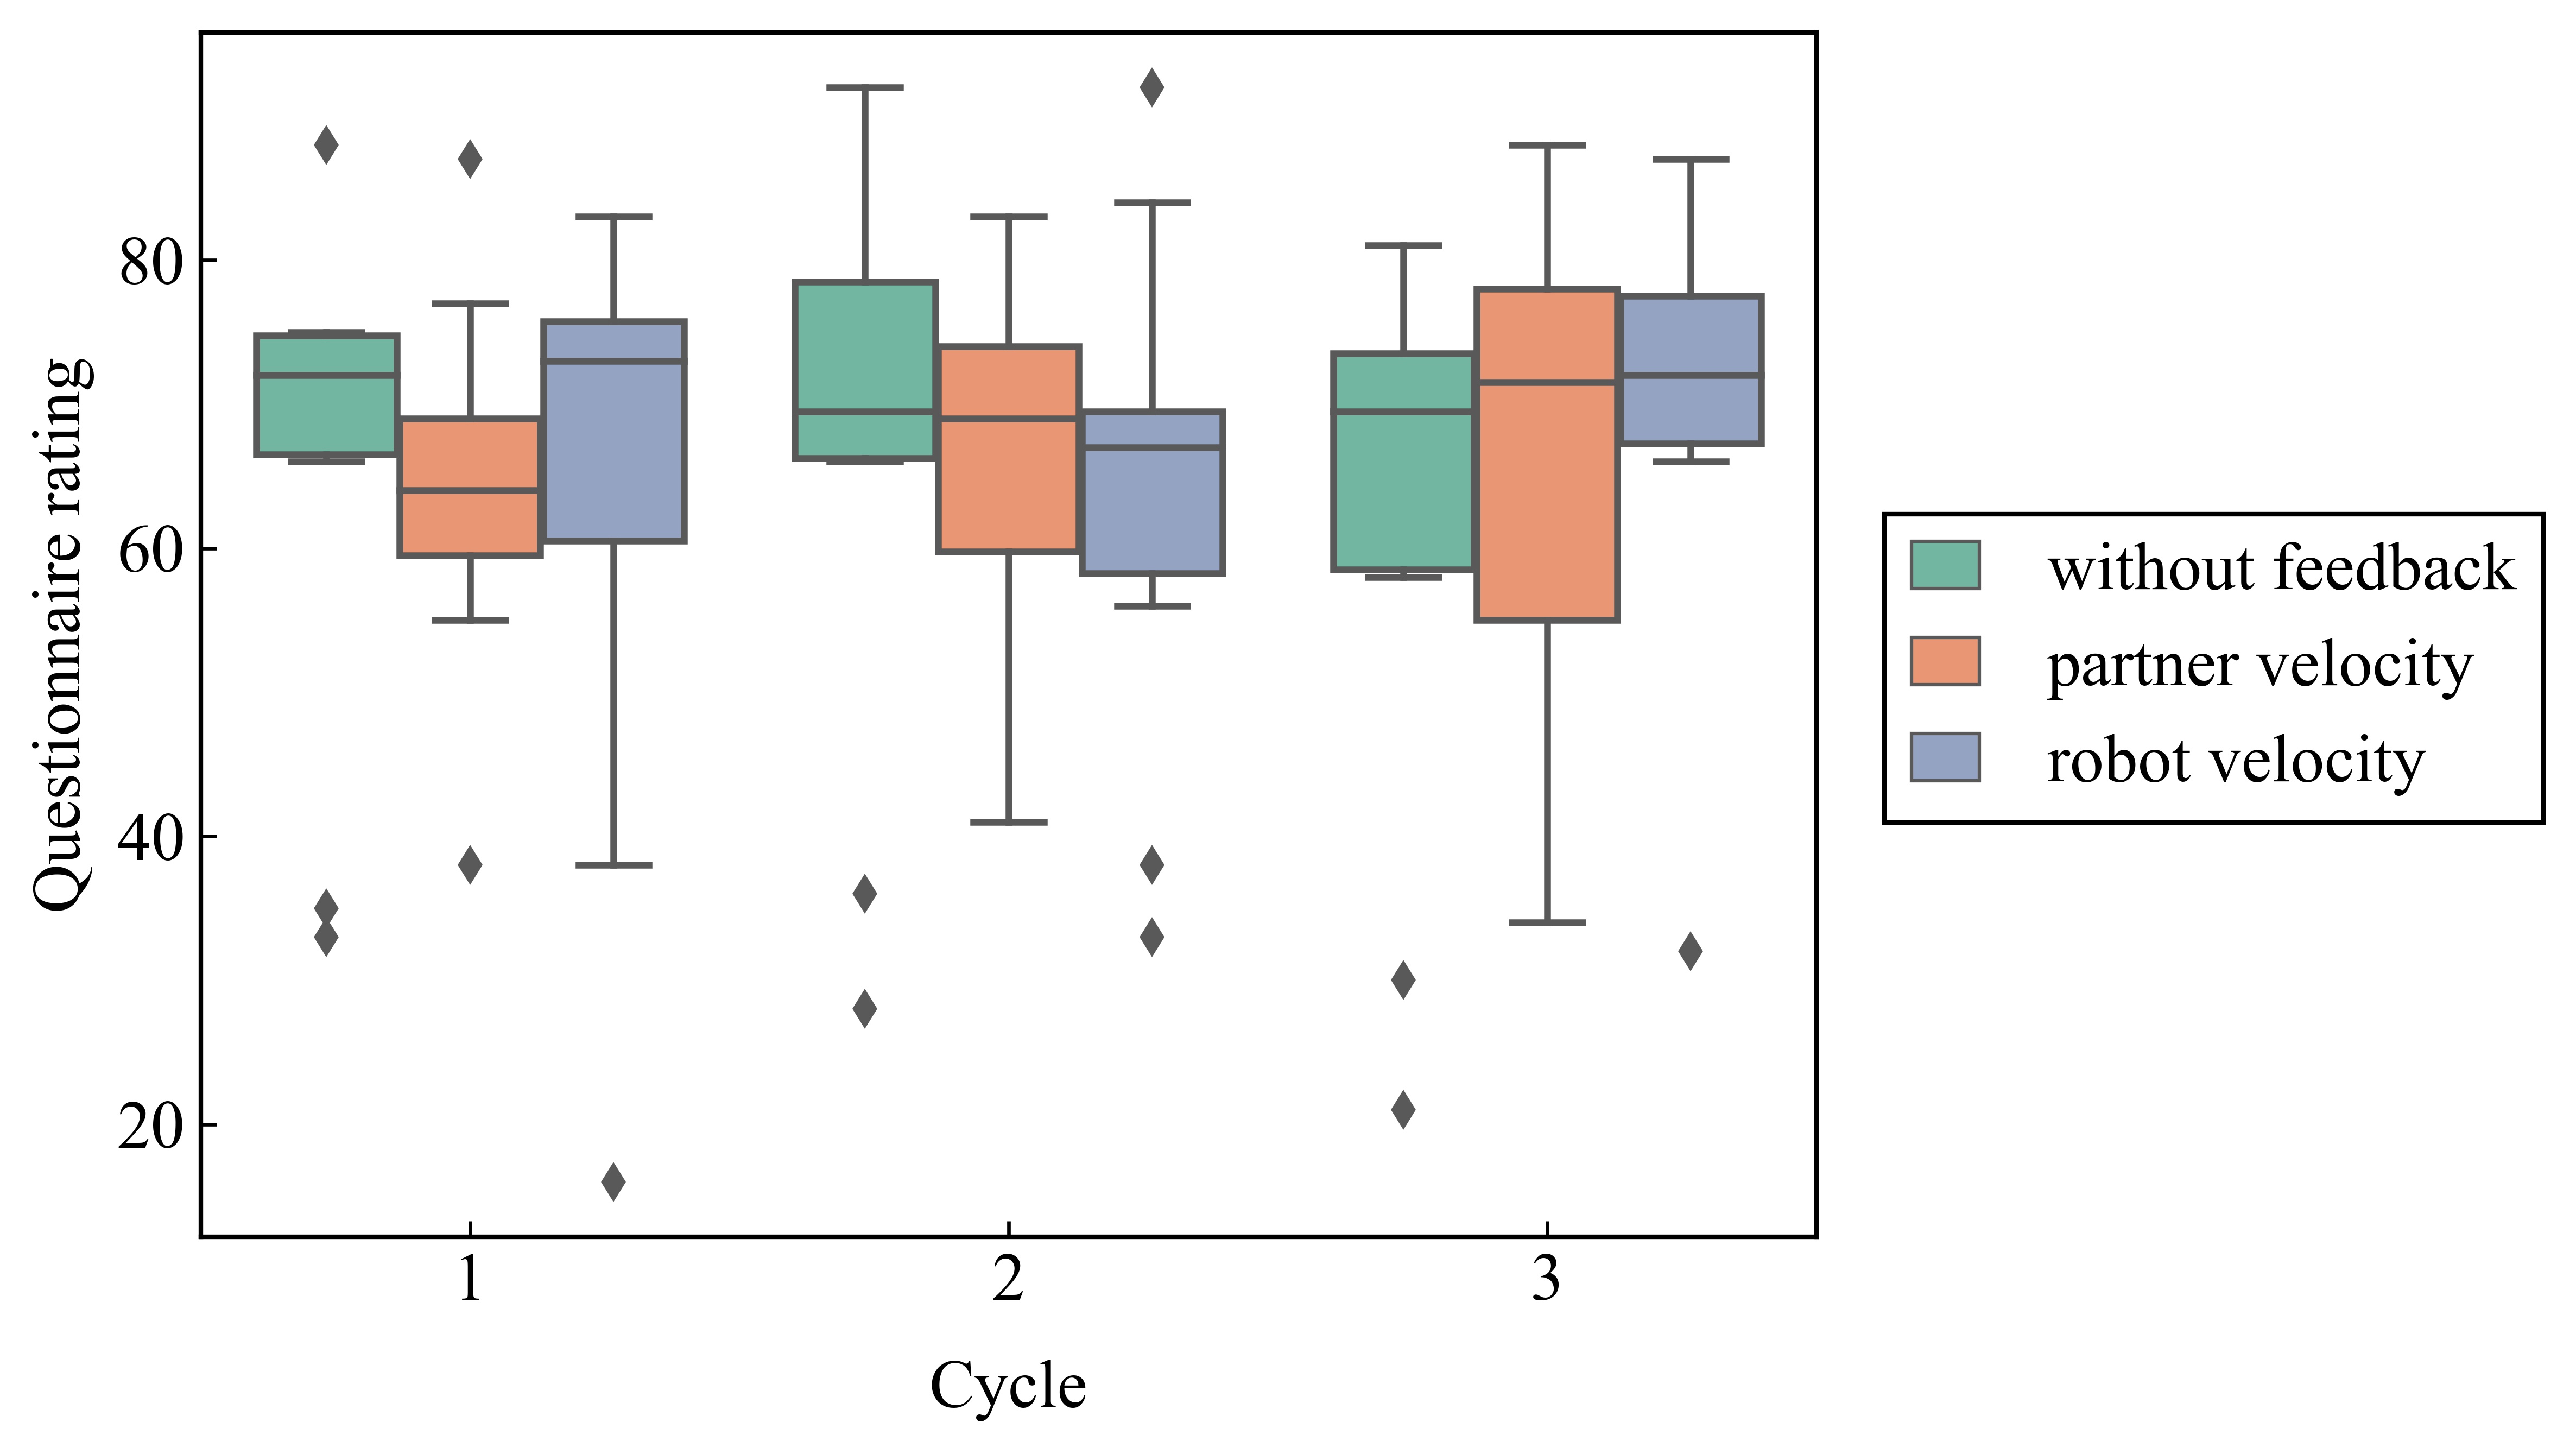 Questionnaire rating
80
60
40
20
1
2
3
Cycle
without feedback
partner velocity
robot velocity